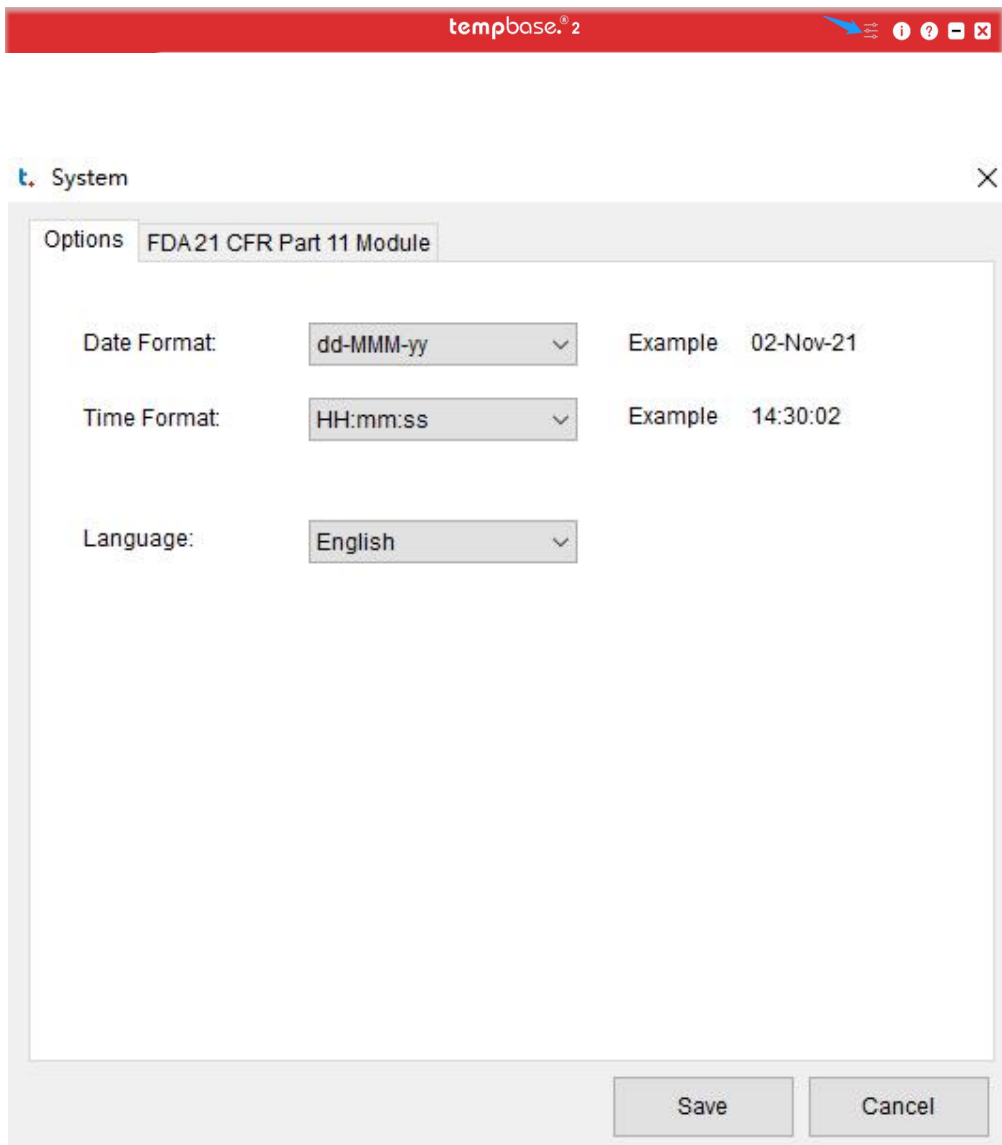 tempbase.® 2
t. System
Options FDA 21 CFR Part 11 Module
Date Format: dd-MMM-yy Example 02-Nov-21
Time Format: HH:mm:ss Example 14:30:02
Language: English
Save Cancel